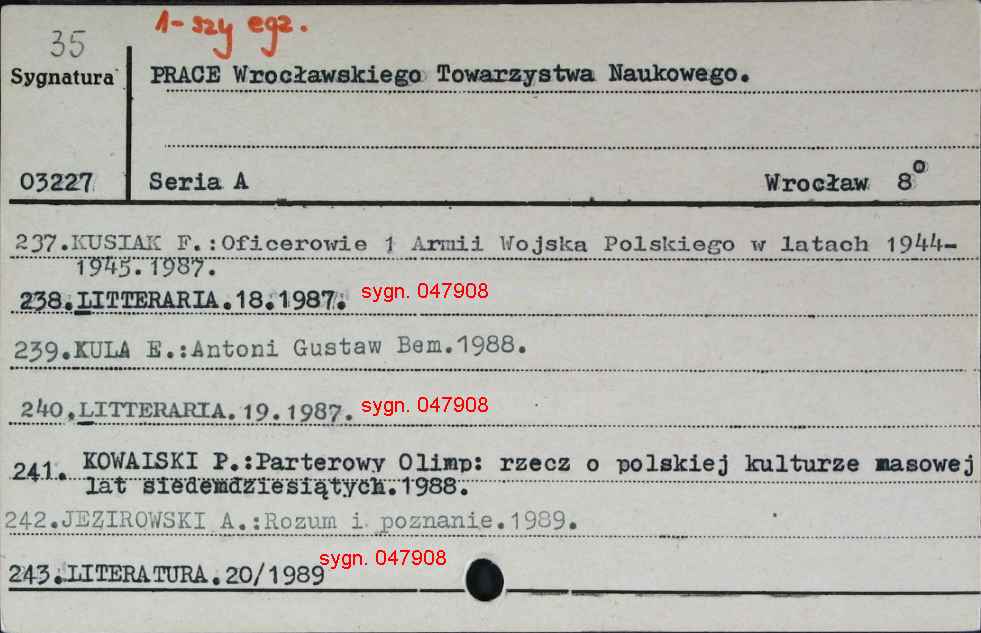 1-szy egz.
35
Sygnatura PRACE Wrocławskiego Towarzystwa Naukowego.
03227 Seria A Wrocław 8°
237.KUSIAK F.:Oficerowie 1 Armii Wojska Polskiego w latach 1944-
1945.1987.
238.LITTERARIA.18.1987. sygn. 047908
239.KULA E.:Antoni Gustaw Bem.1988.
240.LITTERARIA.19.1987. sygn. 047908
241. KOWAISKI P.:Parterowy Olimp: rzecz o polskiej kulturze masowej
lat siedemdziesiątych.1988.
242.JEZIROWSKI A.:Rozum i poznanie.1989.
243.LITERATURA.20/1989 sygn. 047908